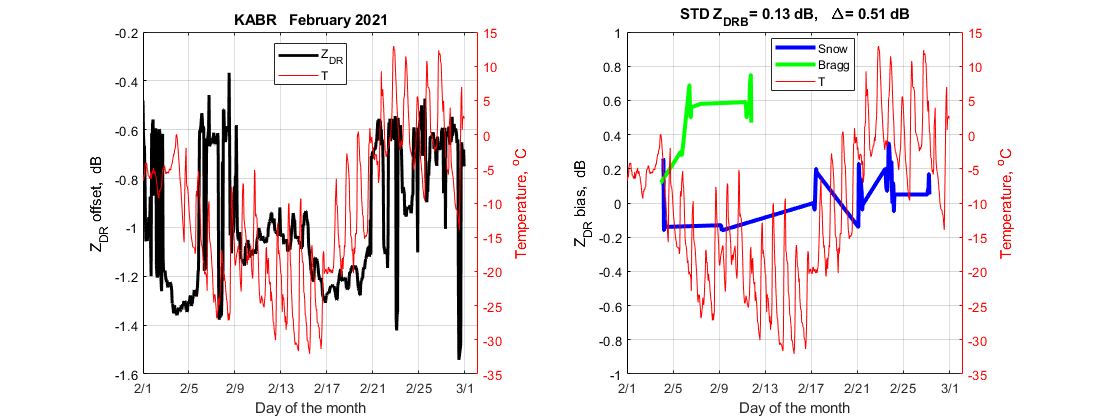 KABR February 2021
Z_DR offset, dB
-0.2
-0.4
-0.6
-0.8
-1
-1.2
-1.4
-1.6
Z_DR
T
15
10
5
0
-5
-10
-15
-20
-25
-30
-35
Temperature, °C
2/1 2/5 2/9 2/13 2/17 2/21 2/25 3/1
Day of the month
STD Z_DRB = 0.13 dB, Δ= 0.51 dB
Z_DR bias, dB
1
0.8
0.6
0.4
0.2
0
-0.2
-0.4
-0.6
-0.8
-1
Snow
Bragg
T
15
10
5
0
-5
-10
-15
-20
-25
-30
-35
Temperature, °C
2/1 2/5 2/9 2/13 2/17 2/21 2/25 3/1
Day of the month